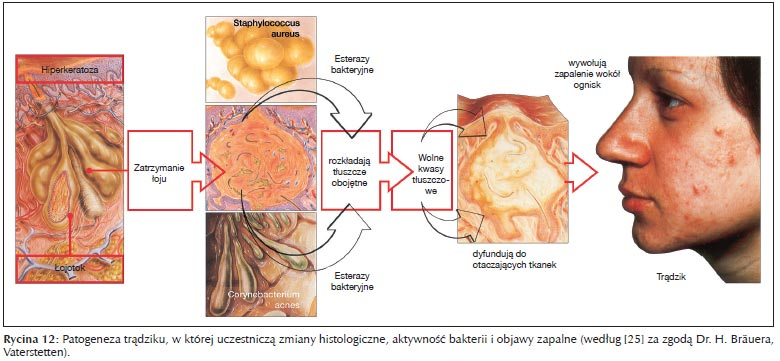 Hiperkeratoza
Zatrzymanie
łoju
Łojotok
Staphylococcus
aureus
Corynebacterium
acnes
Esterazy
bakteryjne
rozkładają
tłuszcze
obojętne
Esterazy
bakteryjne
Wolne
kwasy
tłuszczo-
we
dyfundują do
otaczających tkanek
wywołują
zapalenie wokół
ognisk
Trądzik
Rycina 12: Patogeneza trądziku, w której uczestniczą zmiany histologiczne, aktywność bakterii i objawy zapalne (według [25] za zgodą Dr. H. Bräuera,
Vaterstetten).